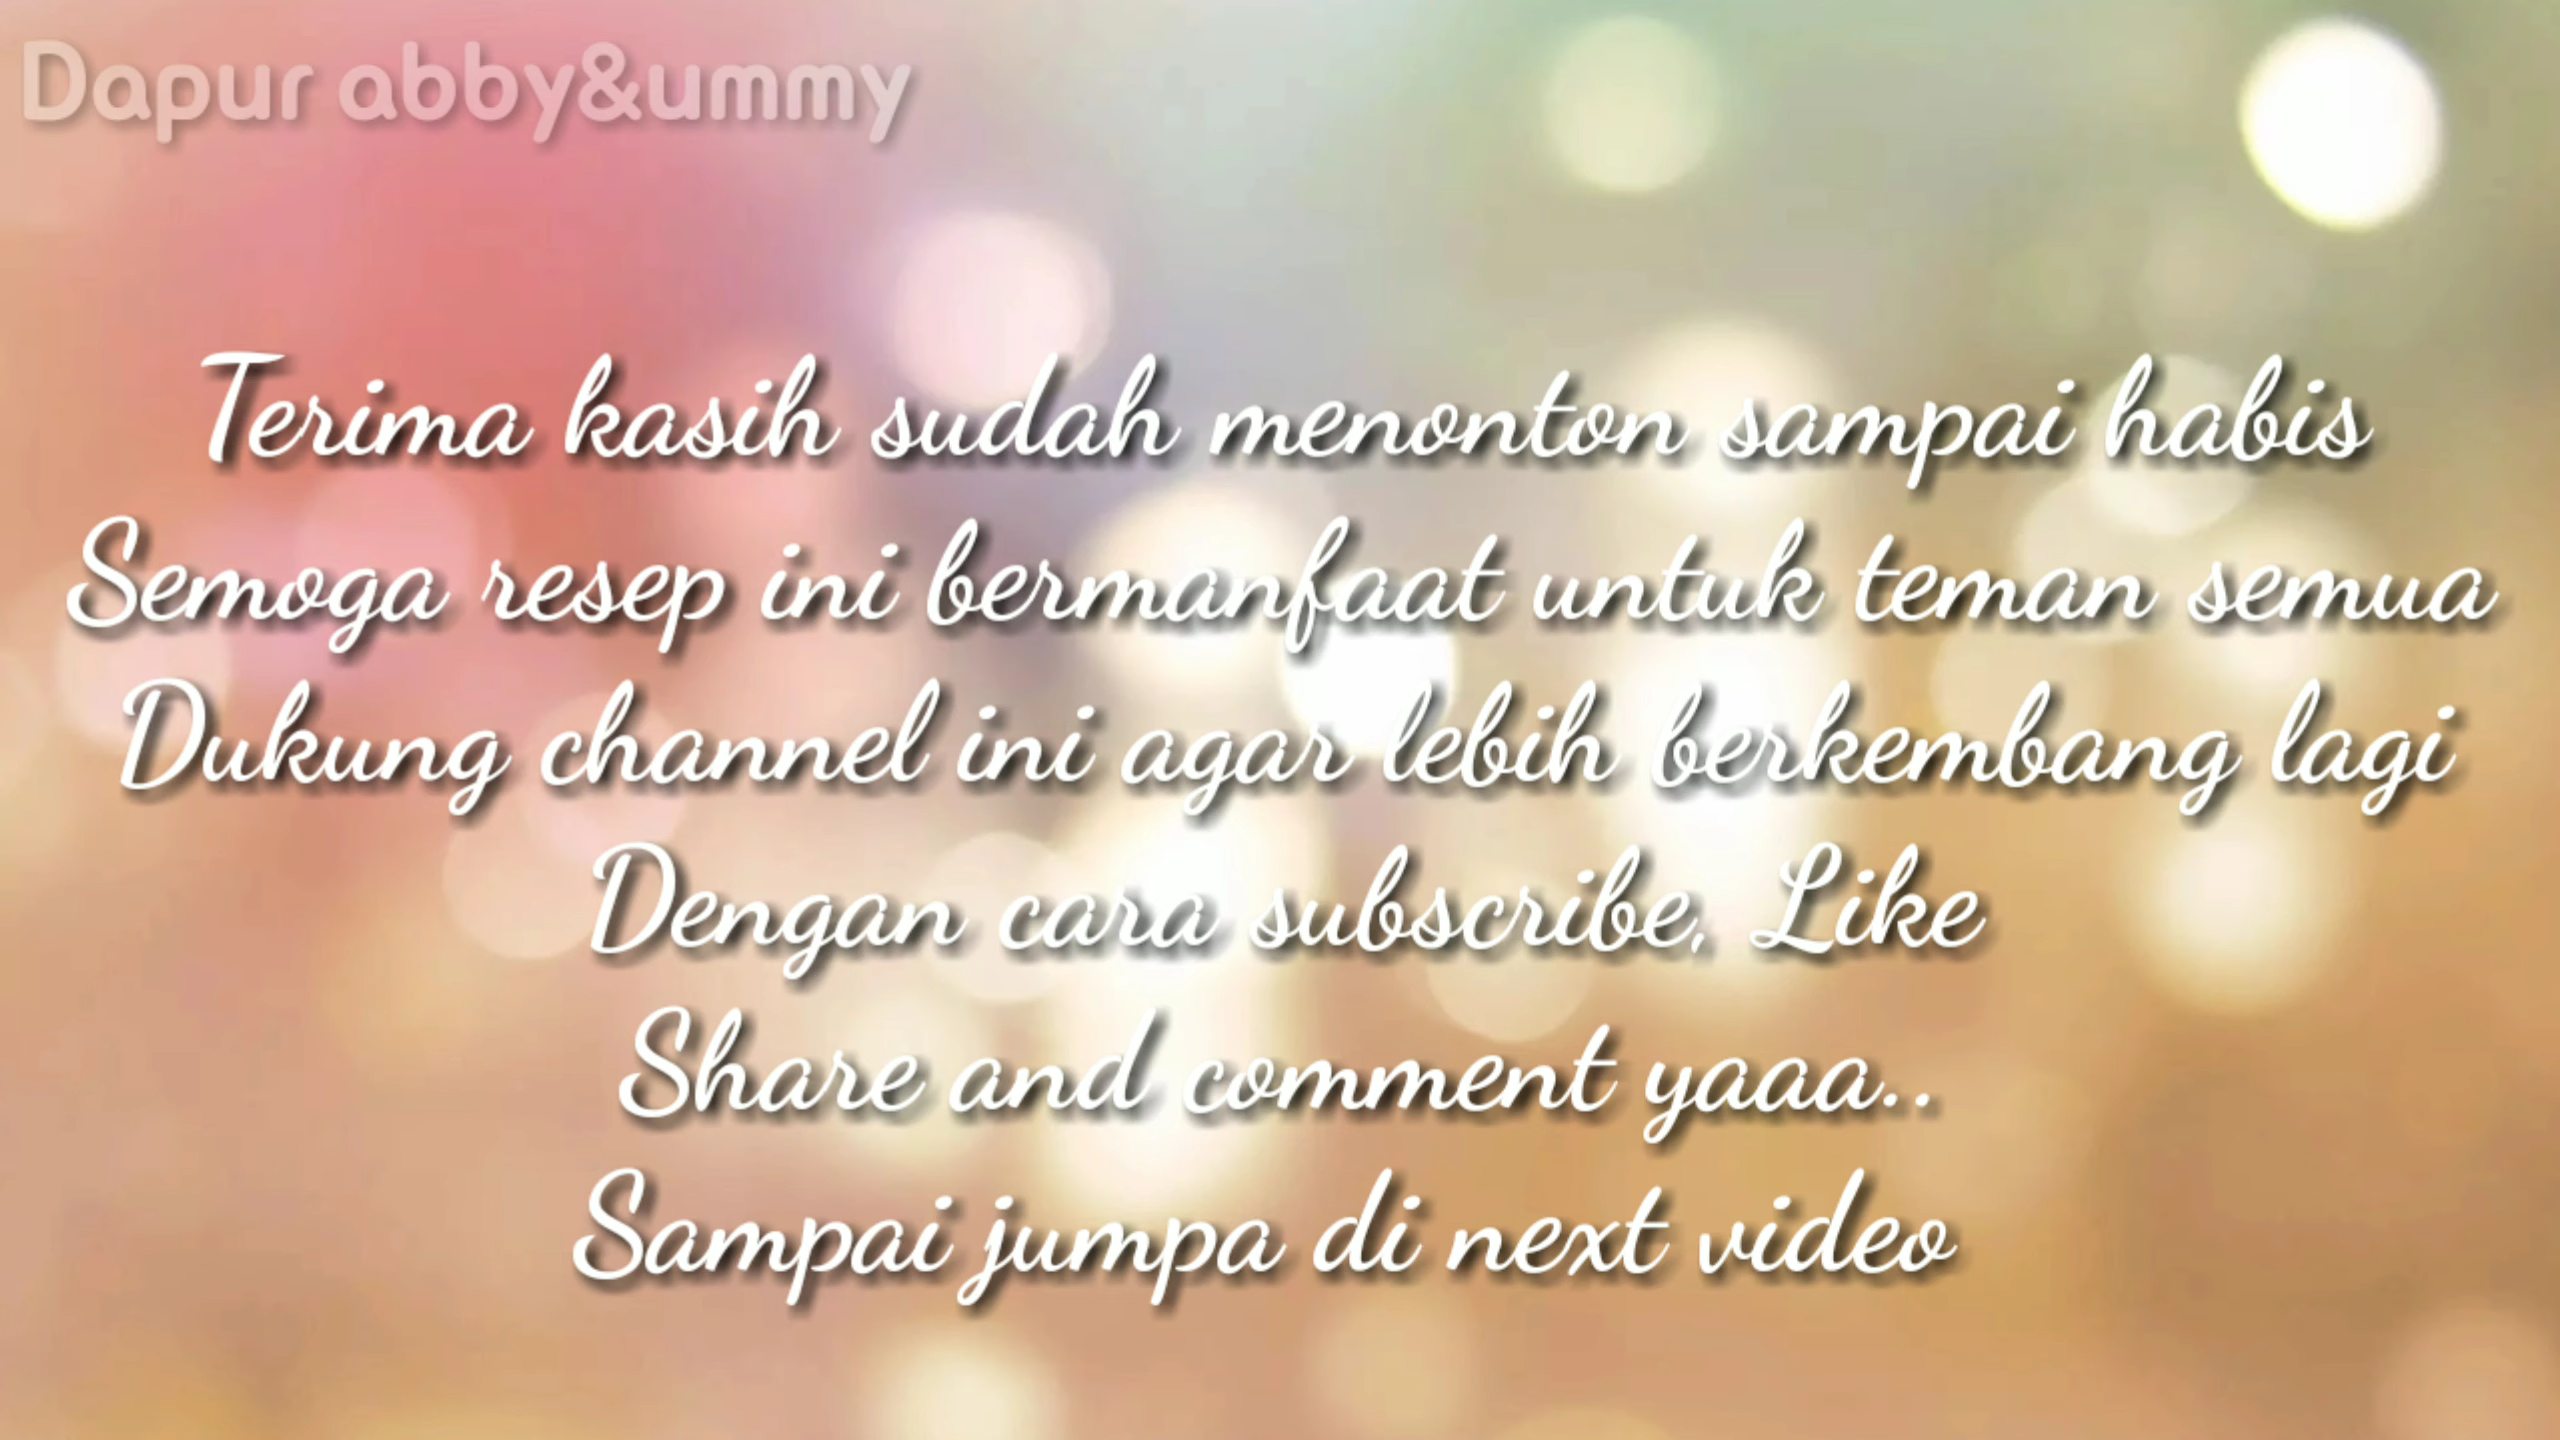 Dapur abby&ummy
Terima kasih sudah menonton sampai habis
Semoga resep ini bermanfaat untuk teman semua
Dukung channel ini agar lebih berkembang lagi
Dengan cara subscribe, Like
Share and comment yaaa..
Sampai jumpa di next video